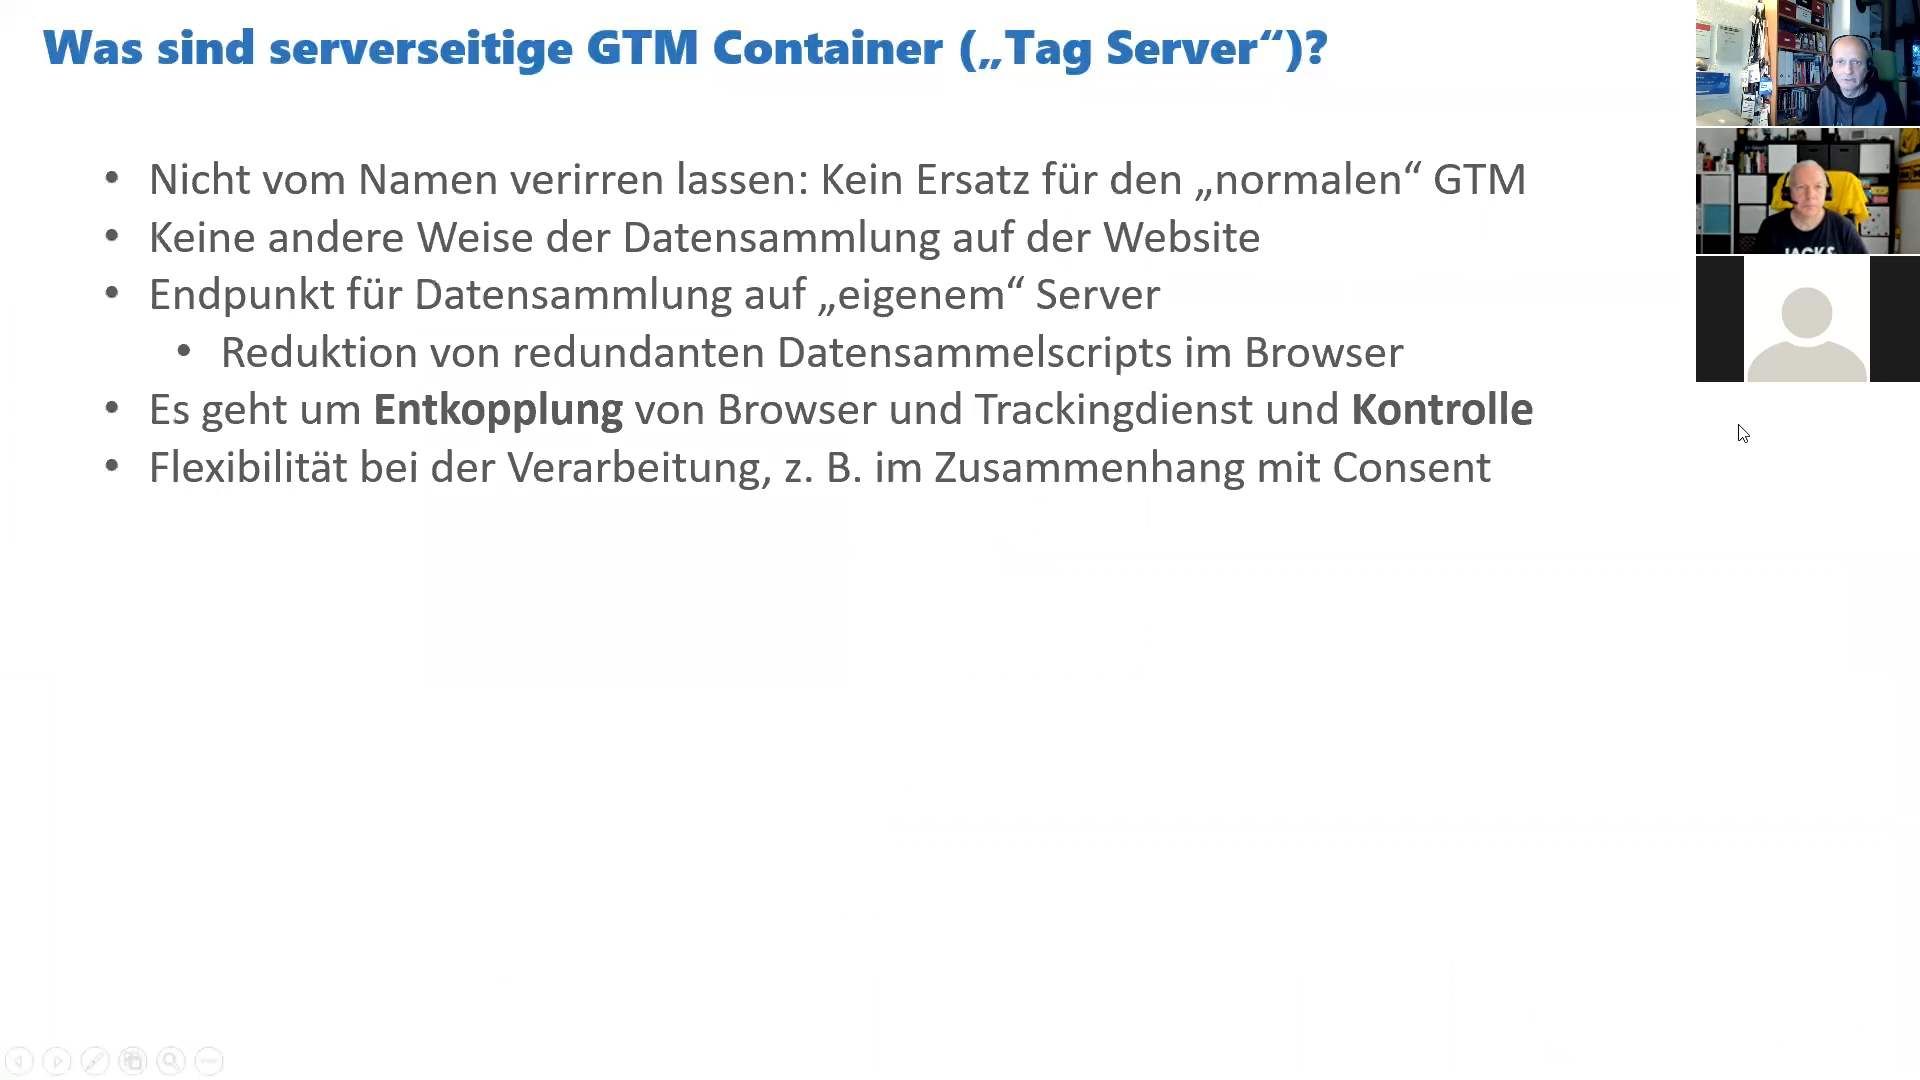 Was sind serverseitige GTM Container („Tag Server“)?
• Nicht vom Namen verirren lassen: Kein Ersatz für den „normalen“ GTM
• Keine andere Weise der Datensammlung auf der Website
• Endpunkt für Datensammlung auf „eigenem“ Server
• Reduktion von redundanten Datensammelscripts im Browser
• Es geht um Entkopplung von Browser und Trackingdienst und Kontrolle
• Flexibilität bei der Verarbeitung, z. B. im Zusammenhang mit Consent
JACKS